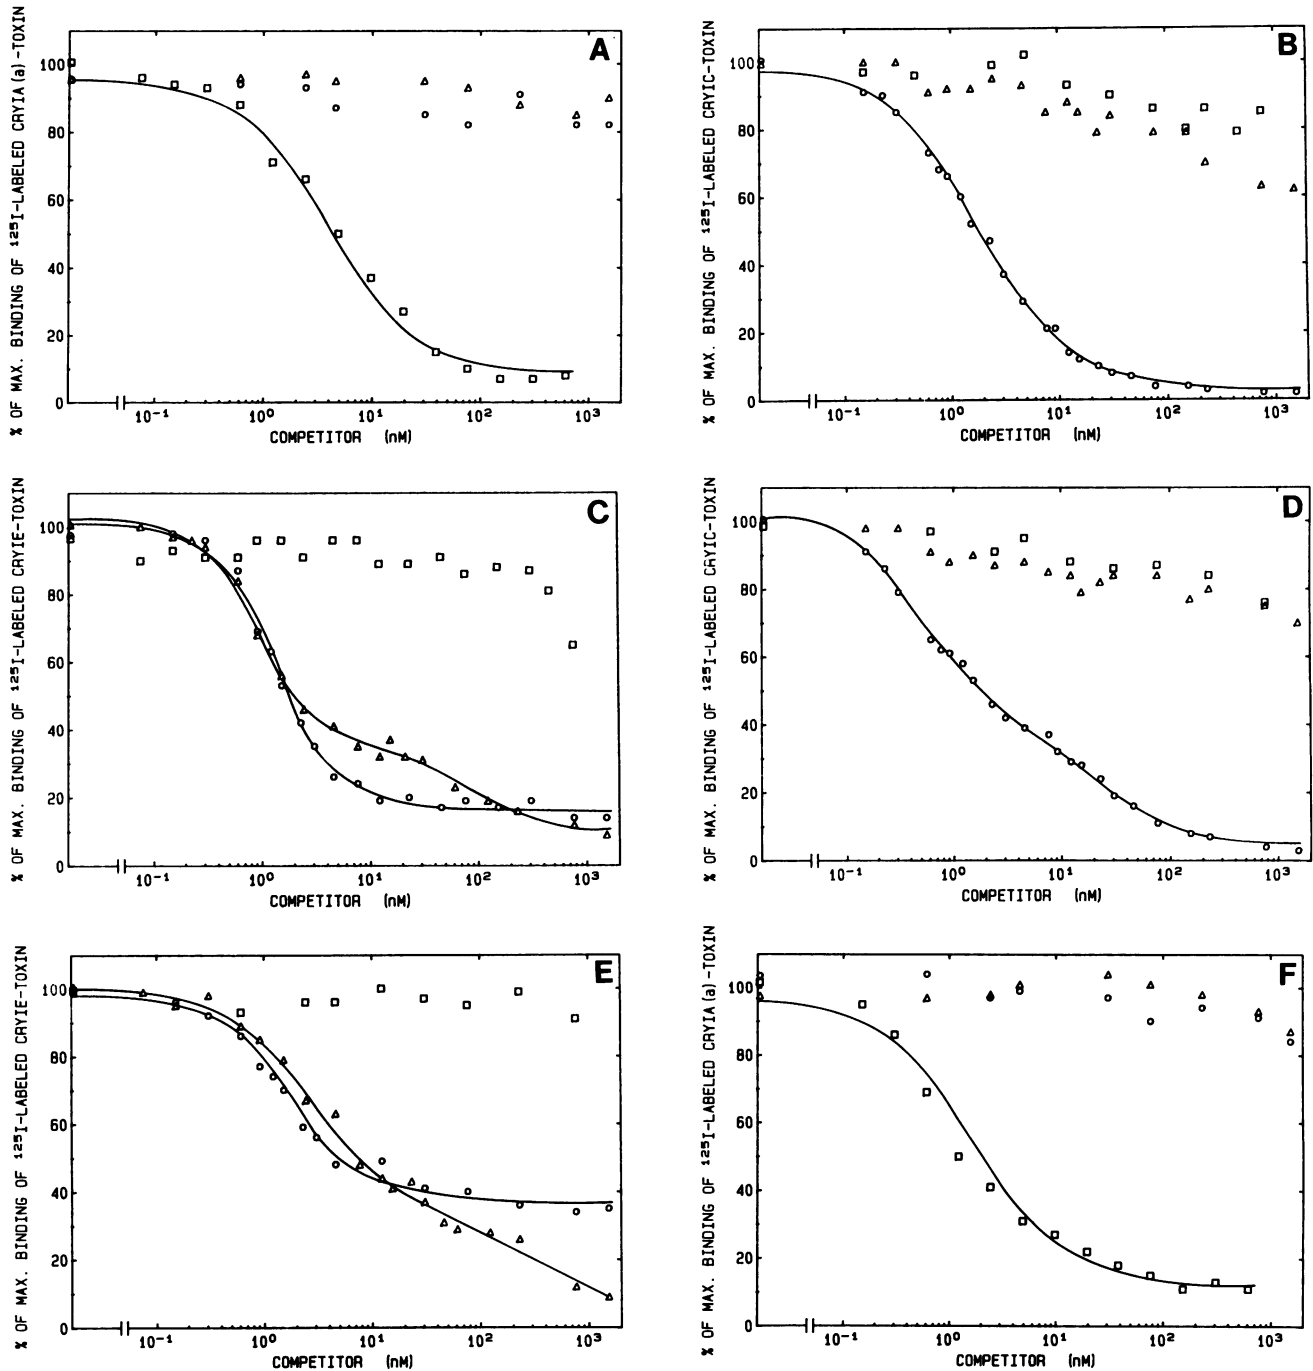 A
% OF MAX. BINDING OF ¹²⁵I-LABELED CRYIA(a)-TOXIN
100
80
60
40
20
0
10⁻¹ 10⁰ 10¹ 10² 10³
COMPETITOR (nM)
B
% OF MAX. BINDING OF ¹²⁵I-LABELED CRYIC-TOXIN
100
80
60
40
20
0
10⁻¹ 10⁰ 10¹ 10² 10³
COMPETITOR (nM)
C
% OF MAX. BINDING OF ¹²⁵I-LABELED CRYIE-TOXIN
100
80
60
40
20
0
10⁻¹ 10⁰ 10¹ 10² 10³
COMPETITOR (nM)
D
% OF MAX. BINDING OF ¹²⁵I-LABELED CRYIC-TOXIN
100
80
60
40
20
0
10⁻¹ 10⁰ 10¹ 10² 10³
COMPETITOR (nM)
E
% OF MAX. BINDING OF ¹²⁵I-LABELED CRYIE-TOXIN
100
80
60
40
20
0
10⁻¹ 10⁰ 10¹ 10² 10³
COMPETITOR (nM)
F
% OF MAX. BINDING OF ¹²⁵I-LABELED CRYIA(a)-TOXIN
100
80
60
40
20
0
10⁻¹ 10⁰ 10¹ 10² 10³
COMPETITOR (nM)